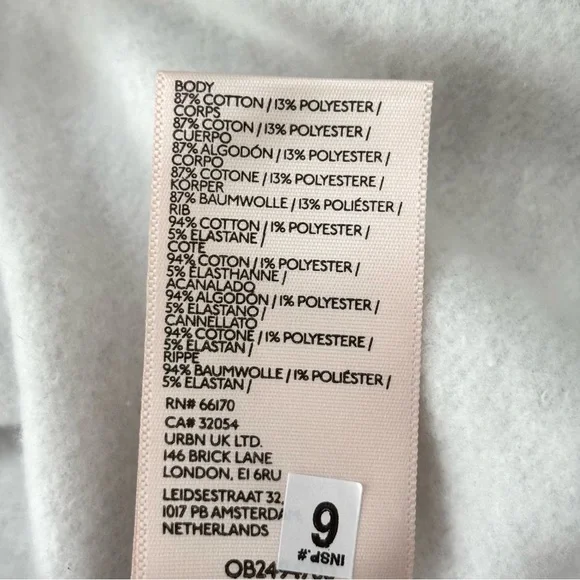 BODY
87% COTTON / 13% POLYESTER /
CORPS
87% COTON / 13% POLYESTER /
CUERPO
87% ALGODÓN / 13% POLYESTER /
CORPO
87% COTONE / 13% POLYESTERE /
KORPER
87% BAUMWOLLE / 13% POLIÉSTER /
RIB
94% COTTON / 1% POLYESTER /
5% ELASTANE /
COTE
94% COTON / 1% POLYESTER /
5% ELASTHANNE /
ACANALADO
94% ALGODÓN / 1% POLYESTER /
5% ELASTANO /
CANNELLATO
94% COTONE / 1% POLYESTERE /
5% ELASTAN /
RIPPE
94% BAUMWOLLE / 1% POLIÉSTER /
5% ELASTAN /
RN# 66170
CA# 32054
URBN UK LTD.
146 BRICK LANE
LONDON, E1 6RU
LEIDSESTRAAT 32,
1017 PB AMSTERDA
NETHERLANDS
INSP.# 6